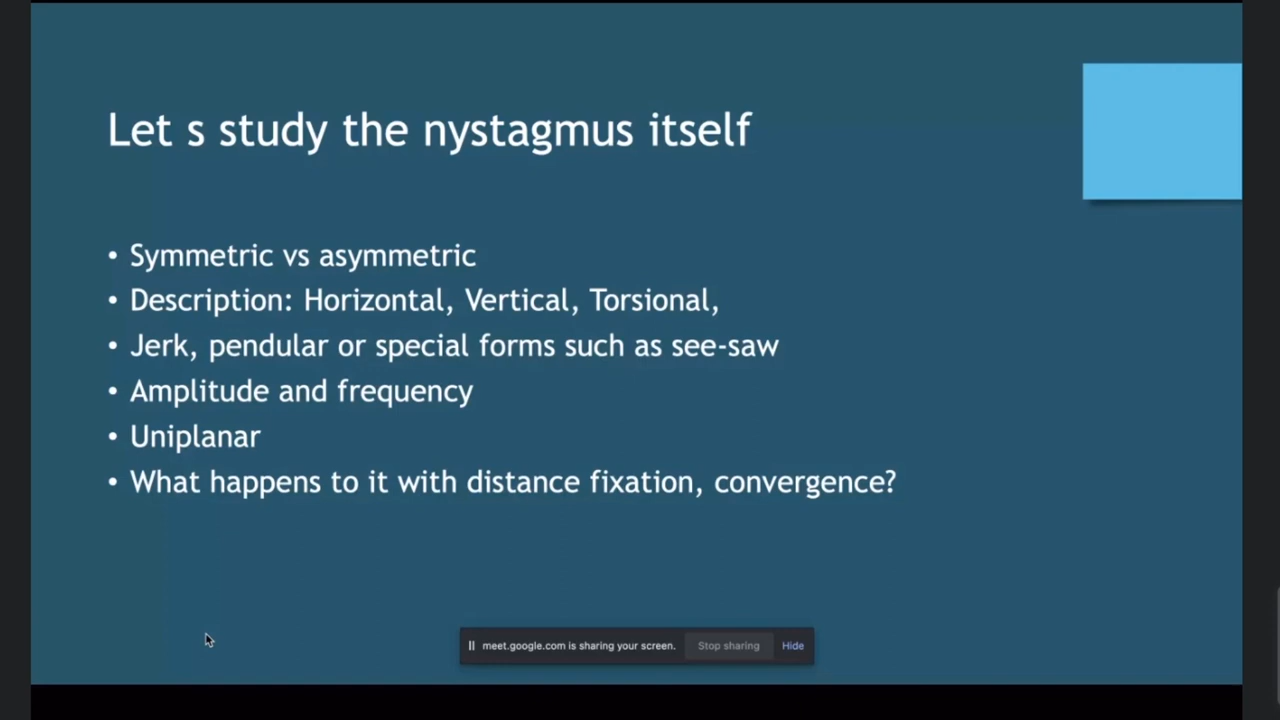 Let s study the nystagmus itself
• Symmetric vs asymmetric
• Description: Horizontal, Vertical, Torsional,
• Jerk, pendular or special forms such as see-saw
• Amplitude and frequency
• Uniplanar
• What happens to it with distance fixation, convergence?
meet.google.com is sharing your screen. Stop sharing Hide